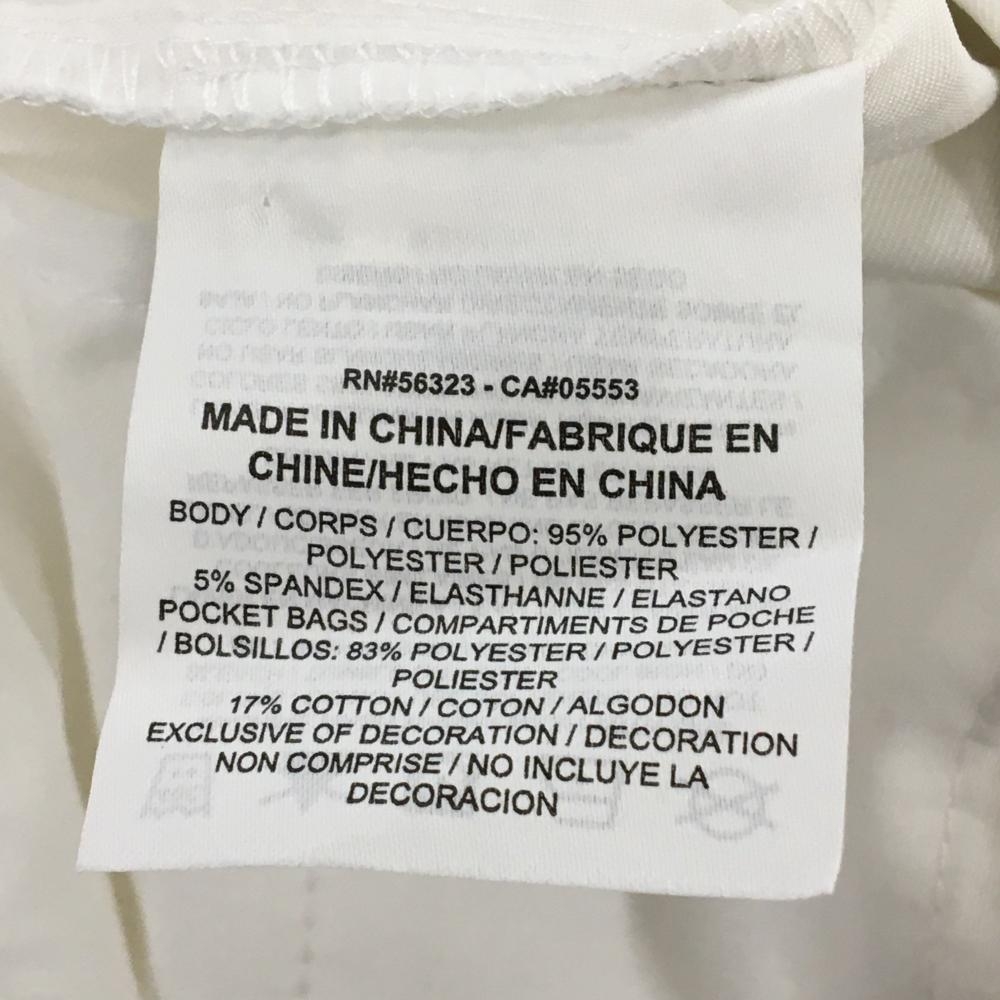 RN#56323 - CA#05553
MADE IN CHINA/FABRIQUE EN
CHINE/HECHO EN CHINA
BODY / CORPS / CUERPO: 95% POLYESTER /
POLYESTER / POLIESTER
5% SPANDEX / ELASTHANNE / ELASTANO
POCKET BAGS / COMPARTIMENTS DE POCHE
/ BOLSILLOS: 83% POLYESTER / POLYESTER /
POLIESTER
17% COTTON / COTON / ALGODON
EXCLUSIVE OF DECORATION / DECORATION
NON COMPRISE / NO INCLUYE LA
DECORACION